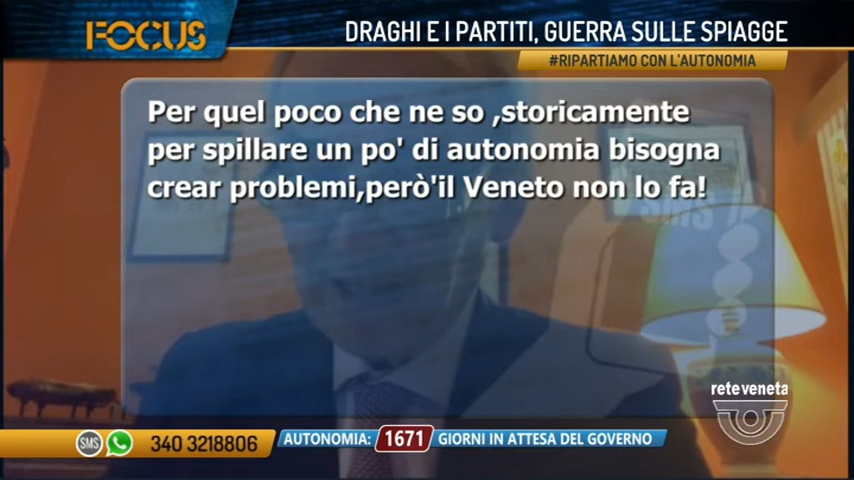 FOCUS
DRAGHI E I PARTITI, GUERRA SULLE SPIAGGE
#RIPARTIAMO CON L'AUTONOMIA
Per quel poco che ne so ,storicamente
per spillare un po' di autonomia bisogna
crear problemi,però'il Veneto non lo fa!
SMS
reteveneta
SMS 340 3218806
AUTONOMIA: 1671 GIORNI IN ATTESA DEL GOVERNO